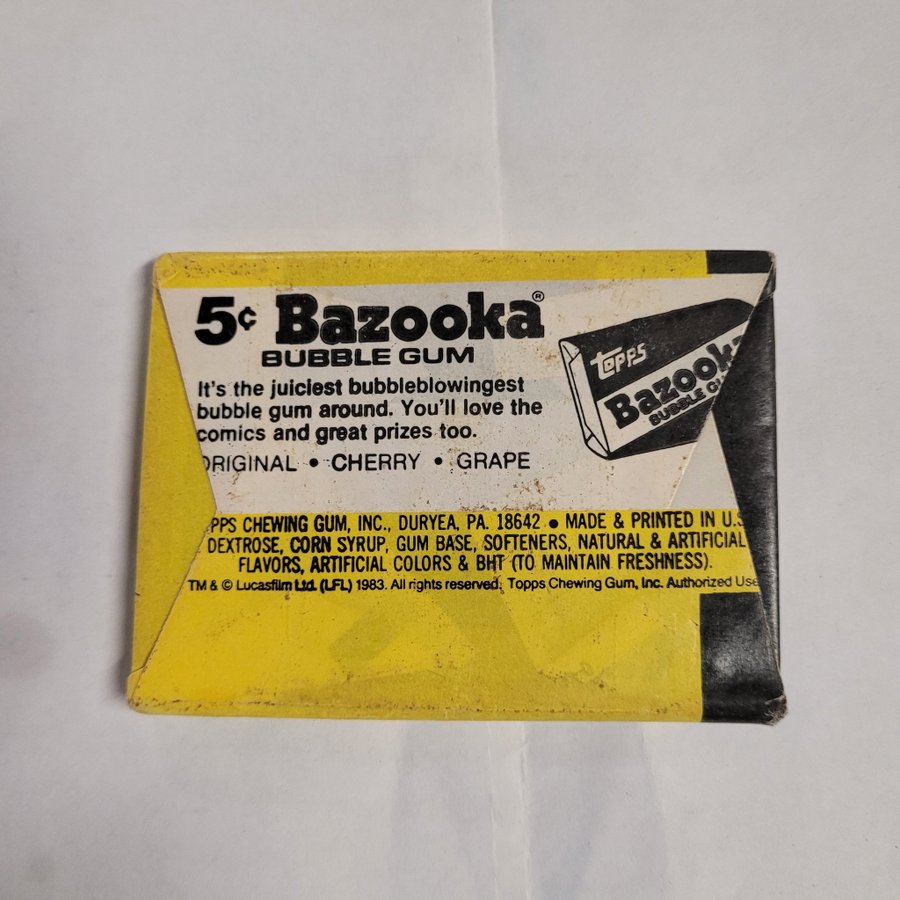 5¢ Bazooka®
BUBBLE GUM
It's the juiciest bubbleblowingest
bubble gum around. You'll love the
comics and great prizes too.
RIGINAL • CHERRY • GRAPE
TOPPS
Bazooka
BUBBLE GU
PPS CHEWING GUM, INC., DURYEA, PA. 18642 • MADE & PRINTED IN U.S
DEXTROSE, CORN SYRUP, GUM BASE, SOFTENERS, NATURAL & ARTIFICIAL
FLAVORS, ARTIFICIAL COLORS & BHT (TO MAINTAIN FRESHNESS).
TM & © Lucasfilm Ltd. (LFL) 1983. All rights reserved. Topps Chewing Gum, Inc. Authorized Use